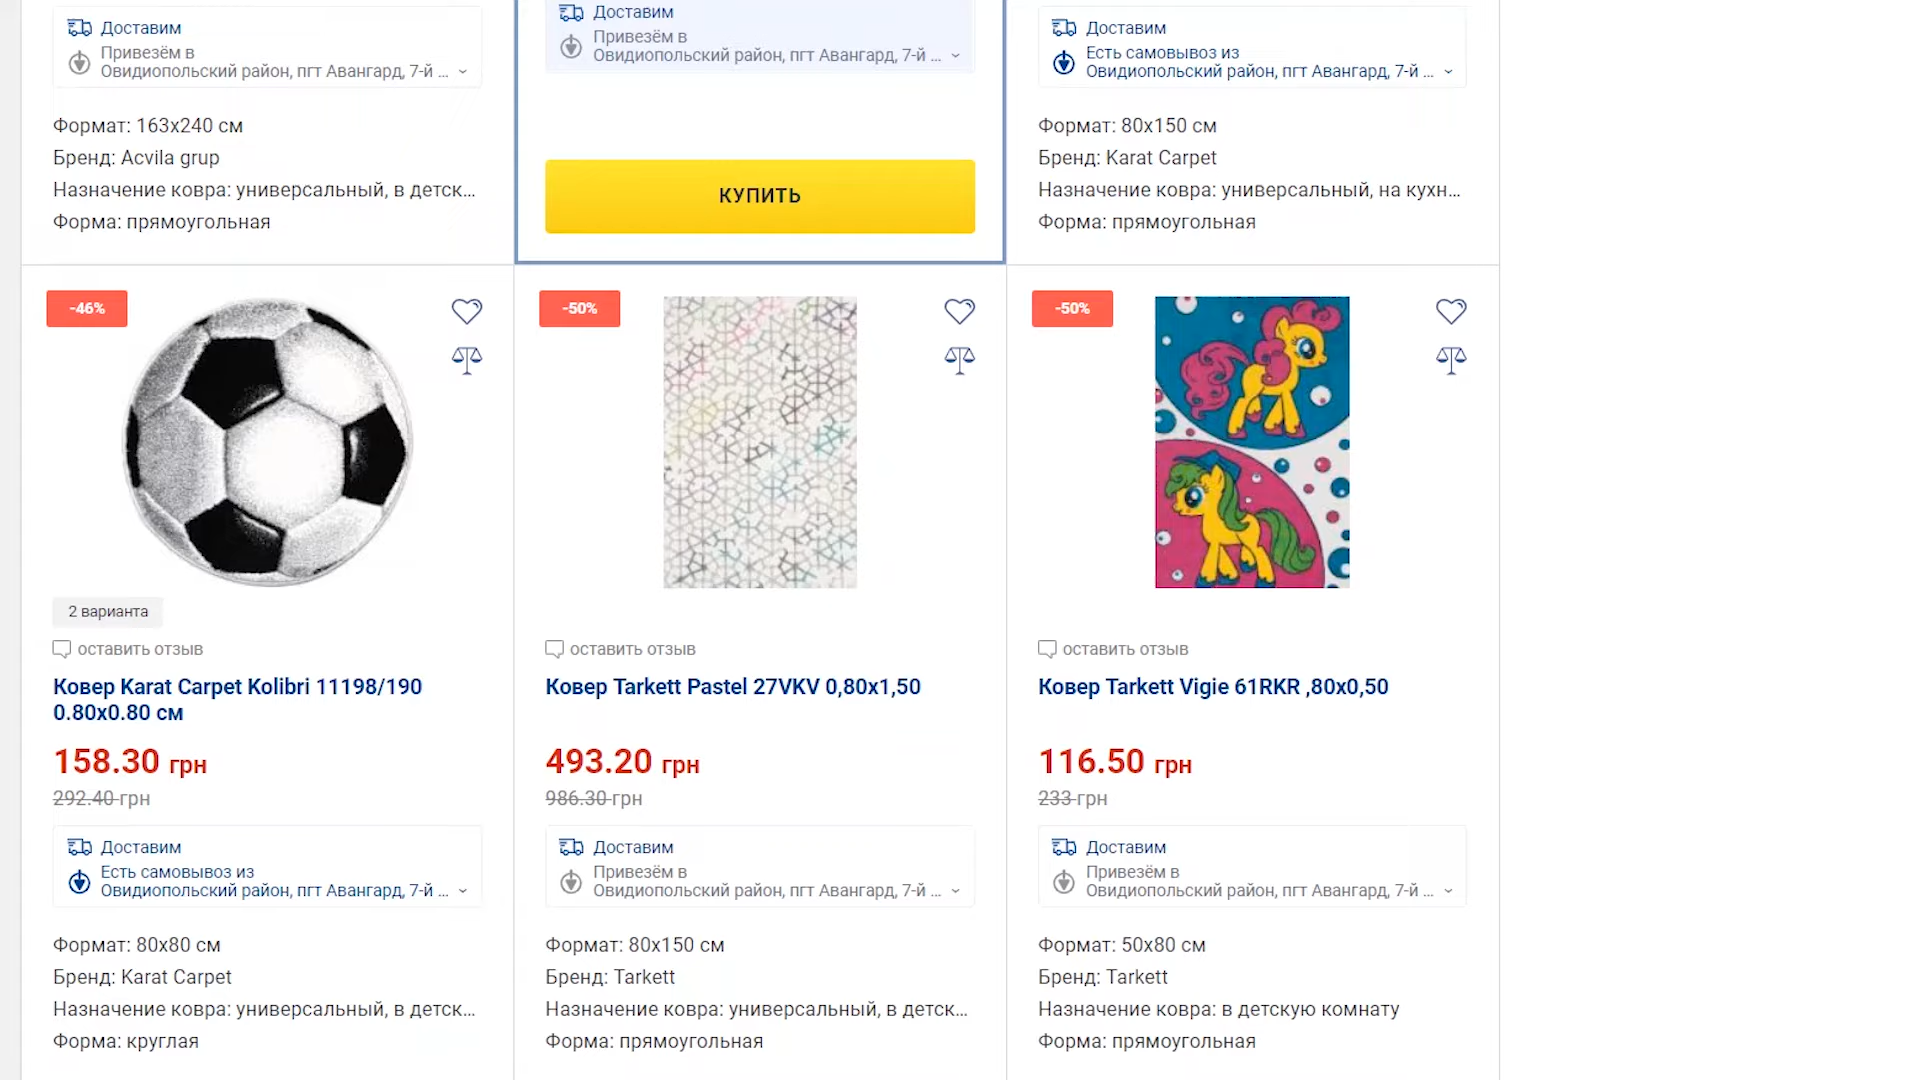 Доставим
Привезём в
Овидиопольский район, пгт Авангард, 7-й ...
Формат: 163x240 см
Бренд: Acvila grup
Назначение ковра: универсальный, в детск...
Форма: прямоугольная
Доставим
Привезём в
Овидиопольский район, пгт Авангард, 7-й ...
КУПИТЬ
Доставим
Есть самовывоз из
Овидиопольский район, пгт Авангард, 7-й ...
Формат: 80x150 см
Бренд: Karat Carpet
Назначение ковра: универсальный, на кухн...
Форма: прямоугольная
-46%
2 варианта
оставить отзыв
Ковер Karat Carpet Kolibri 11198/190
0.80x0.80 см
158.30 грн
292.40 грн
Доставим
Есть самовывоз из
Овидиопольский район, пгт Авангард, 7-й ...
Формат: 80x80 см
Бренд: Karat Carpet
Назначение ковра: универсальный, в детск...
Форма: круглая
-50%
оставить отзыв
Ковер Tarkett Pastel 27VKV 0,80x1,50
493.20 грн
986.30 грн
Доставим
Привезём в
Овидиопольский район, пгт Авангард, 7-й ...
Формат: 80x150 см
Бренд: Tarkett
Назначение ковра: универсальный, в детск...
Форма: прямоугольная
-50%
оставить отзыв
Ковер Tarkett Vigie 61RKR ,80x0,50
116.50 грн
233 грн
Доставим
Привезём в
Овидиопольский район, пгт Авангард, 7-й ...
Формат: 50x80 см
Бренд: Tarkett
Назначение ковра: в детскую комнату
Форма: прямоугольная